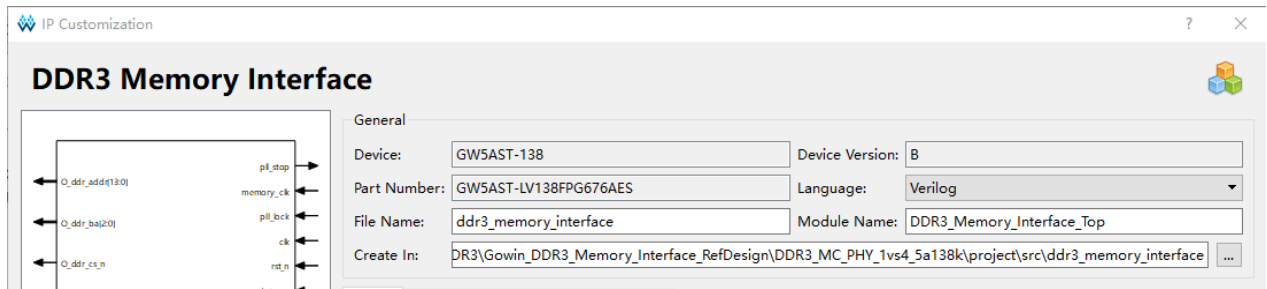 IP Customization
?
DDR3 Memory Interface
General
Device: GW5AST-138 Device Version: B
Part Number: GW5AST-LV138FPG676AES Language: Verilog
File Name: ddr3_memory_interface Module Name: DDR3_Memory_Interface_Top
Create In: DR3\Gowin_DDR3_Memory_Interface_RefDesign\DDR3_MC_PHY_1vs4_5a138k\project\src\ddr3_memory_interface ...
pll_stop
O_ddr_addr[13:0]
memory_clk
pll_lock
O_ddr_ba[2:0]
clk
O_ddr_cs_n
rst_n